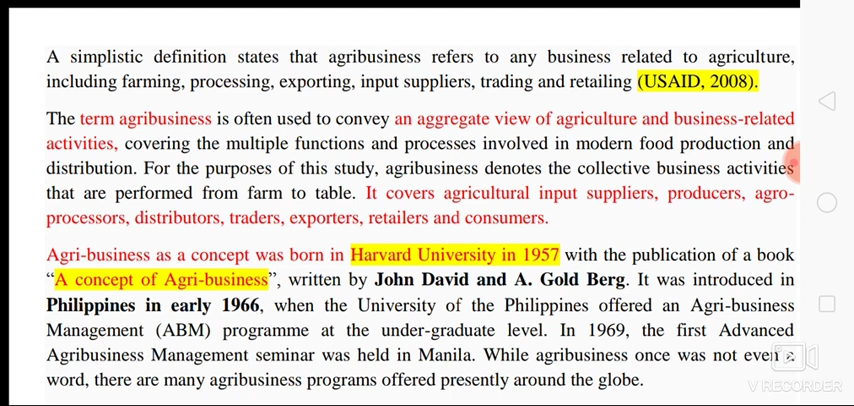 A simplistic definition states that agribusiness refers to any business related to agriculture,
including farming, processing, exporting, input suppliers, trading and retailing (USAID, 2008).
The term agribusiness is often used to convey an aggregate view of agriculture and business-related
activities, covering the multiple functions and processes involved in modern food production and
distribution. For the purposes of this study, agribusiness denotes the collective business activities
that are performed from farm to table. It covers agricultural input suppliers, producers, agro-
processors, distributors, traders, exporters, retailers and consumers.
Agri-business as a concept was born in Harvard University in 1957 with the publication of a book
“A concept of Agri-business”, written by John David and A. Gold Berg. It was introduced in
Philippines in early 1966, when the University of the Philippines offered an Agri-business
Management (ABM) programme at the under-graduate level. In 1969, the first Advanced
Agribusiness Management seminar was held in Manila. While agribusiness once was not even a
word, there are many agribusiness programs offered presently around the globe.
V RECORDER